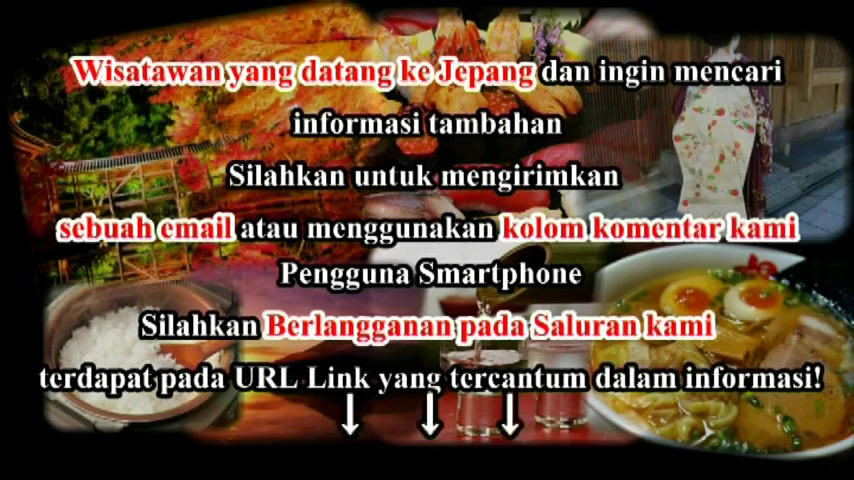 Wisatawan yang datang ke Jepang dan ingin mencari
informasi tambahan
Silahkan untuk mengirimkan
sebuah email atau menggunakan kolom komentar kami
Pengguna Smartphone
Silahkan Berlangganan pada Saluran kami
terdapat pada URL Link yang tercantum dalam informasi!